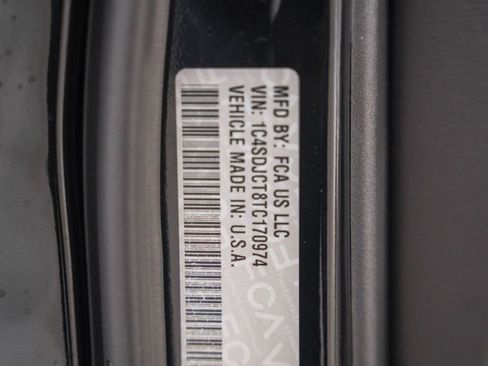 MFD BY: FCA US LLC
VIN: 1C4SDJCT8TC170974
VEHICLE MADE IN: U.S.A.